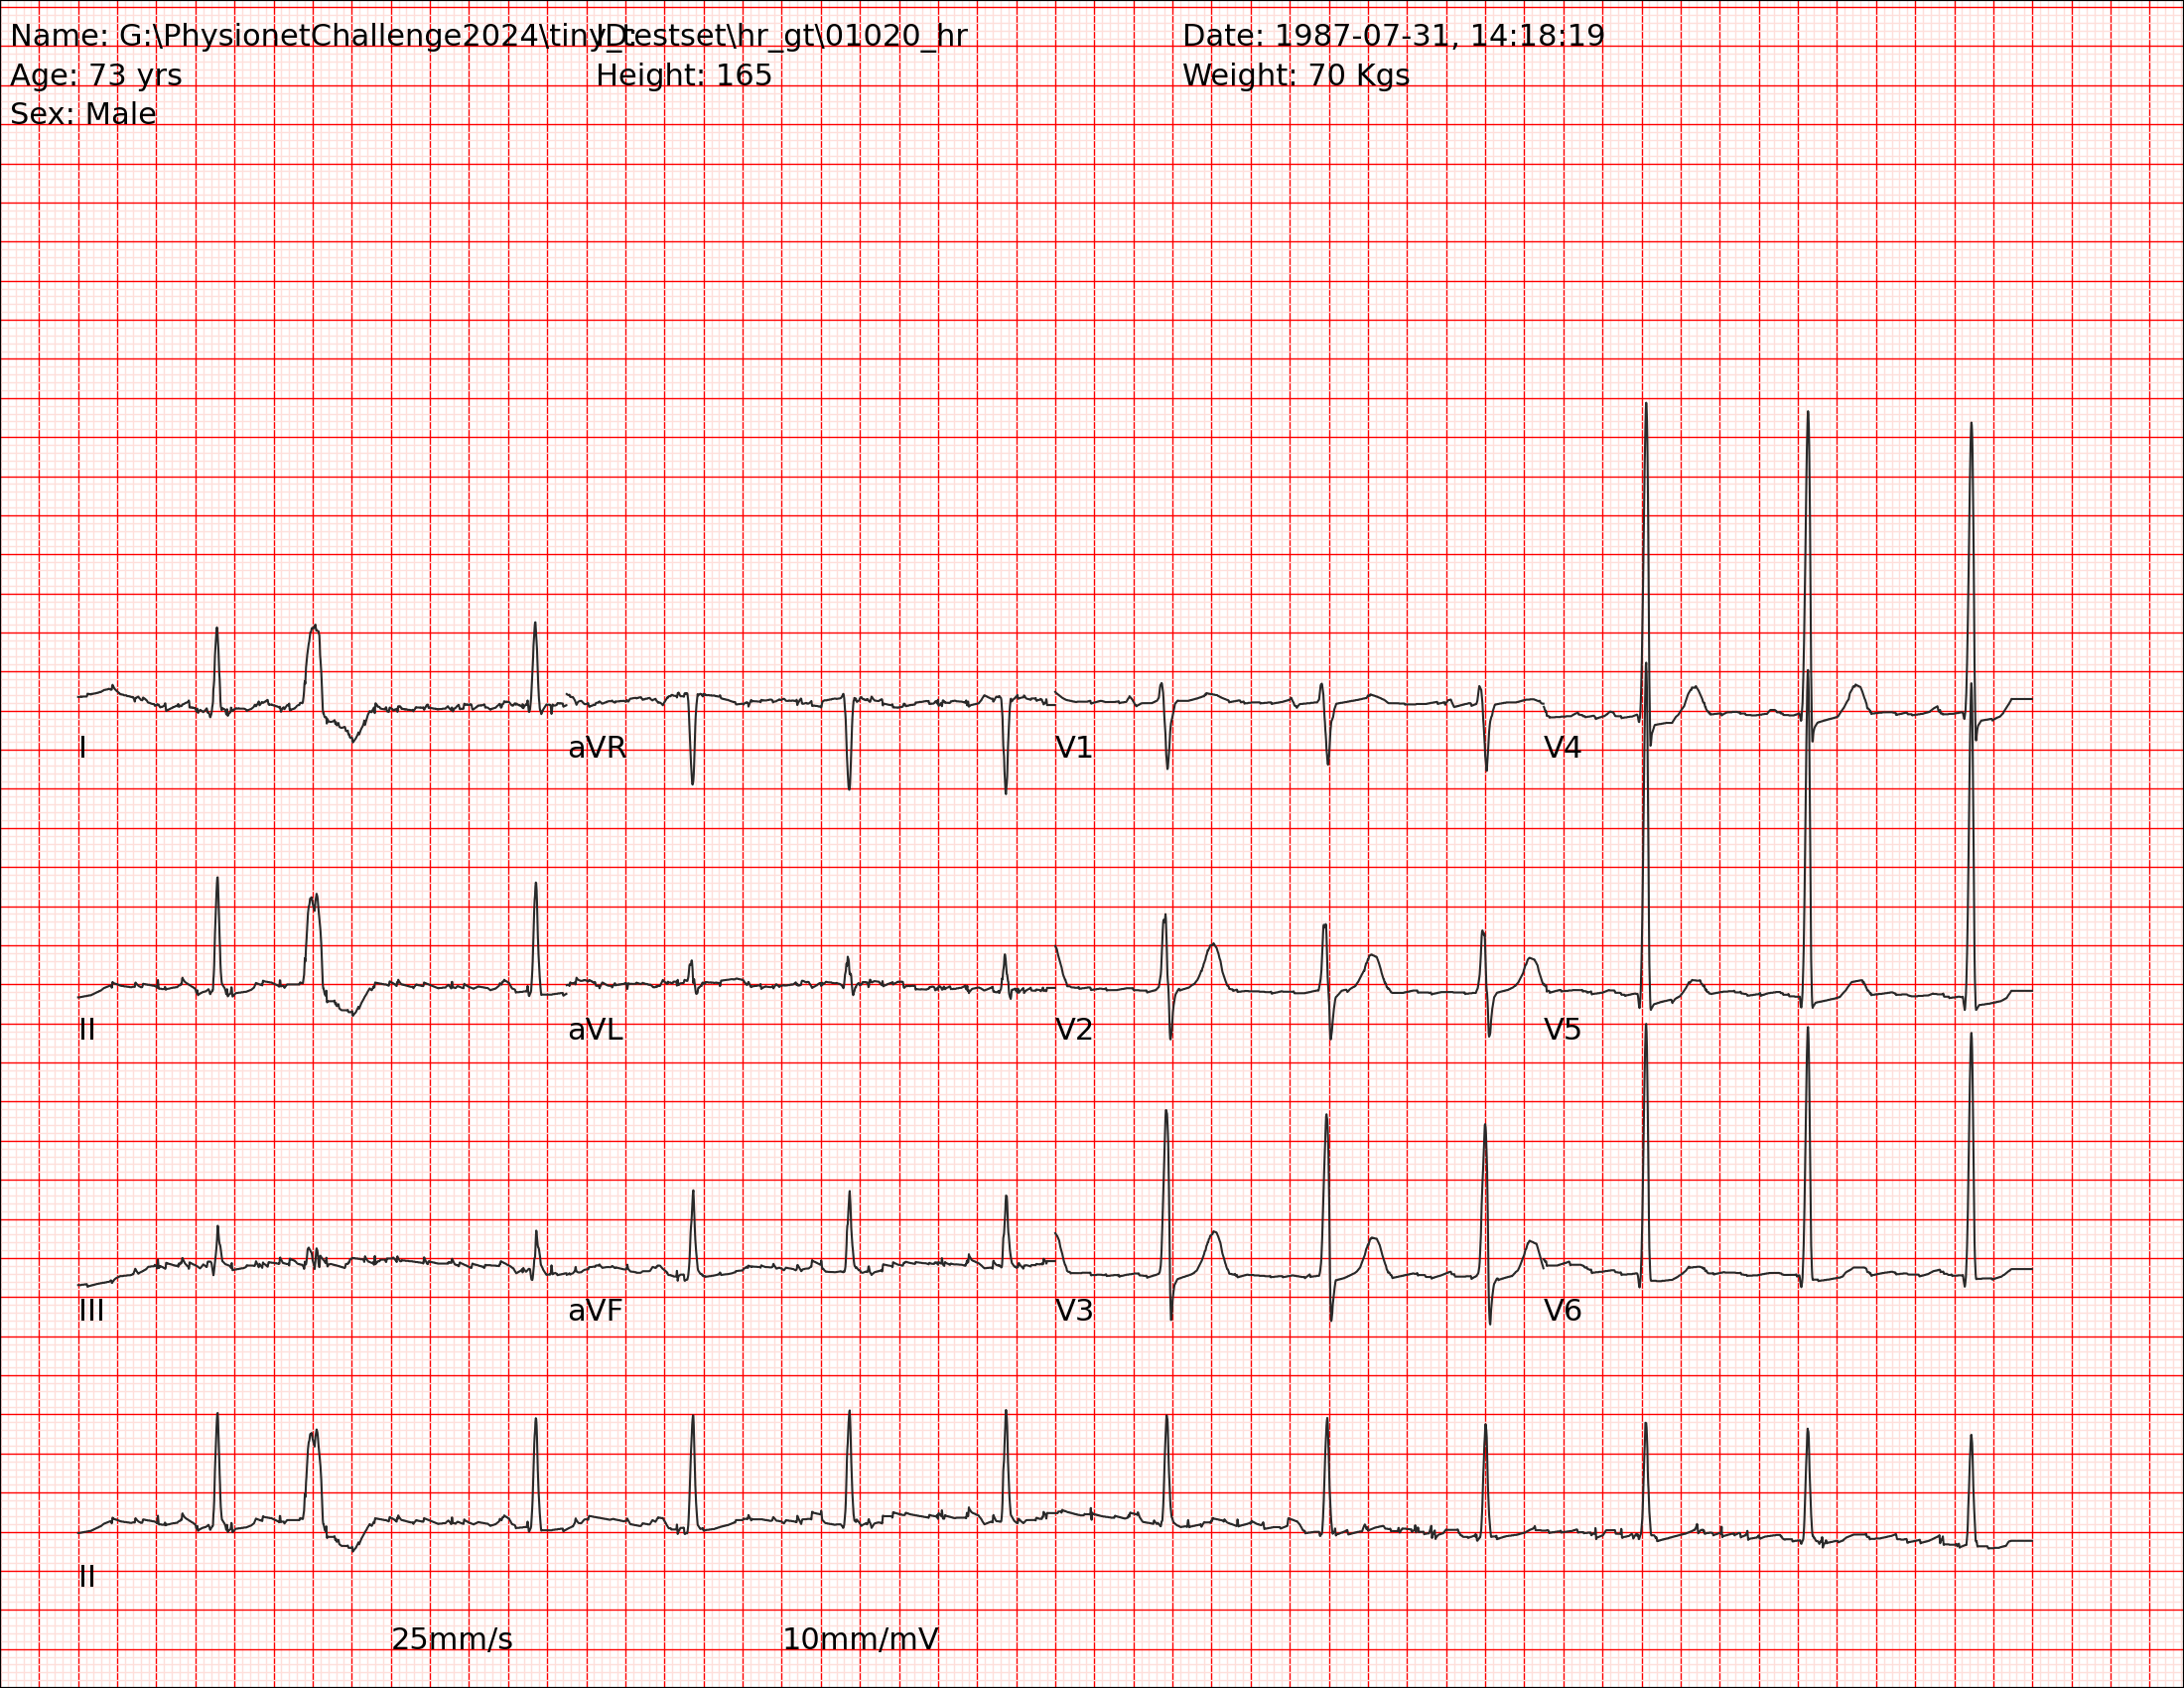 Name: G:\PhysionetChallenge2024\tiny_testset\hr_gt\01020_hr ID: Date: 1987-07-31, 14:18:19
Age: 73 yrs Height: 165 Weight: 70 Kgs
Sex: Male
I aVR V1 V4
II aVL V2 V5
III aVF V3 V6
II
25mm/s 10mm/mV